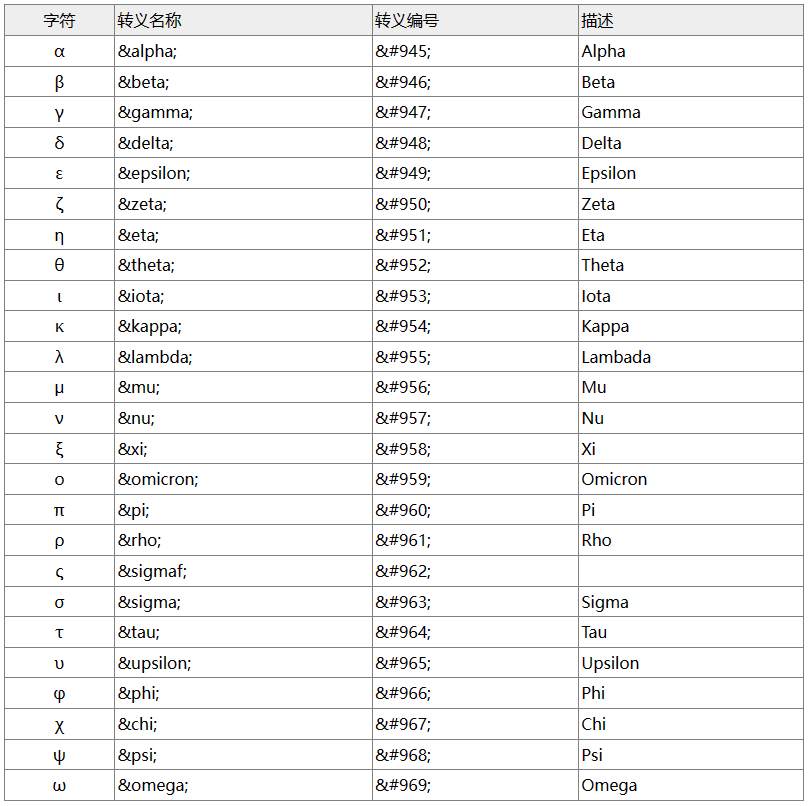 字符 转义名称 转义编号 描述
α &alpha; &#945; Alpha
β &beta; &#946; Beta
γ &gamma; &#947; Gamma
δ &delta; &#948; Delta
ε &epsilon; &#949; Epsilon
ζ &zeta; &#950; Zeta
η &eta; &#951; Eta
θ &theta; &#952; Theta
ι &iota; &#953; Iota
κ &kappa; &#954; Kappa
λ &lambda; &#955; Lambada
μ &mu; &#956; Mu
ν &nu; &#957; Nu
ξ &xi; &#958; Xi
ο &omicron; &#959; Omicron
π &pi; &#960; Pi
ρ &rho; &#961; Rho
ς &sigmaf; &#962;
σ &sigma; &#963; Sigma
τ &tau; &#964; Tau
υ &upsilon; &#965; Upsilon
φ &phi; &#966; Phi
χ &chi; &#967; Chi
ψ &psi; &#968; Psi
ω &omega; &#969; Omega